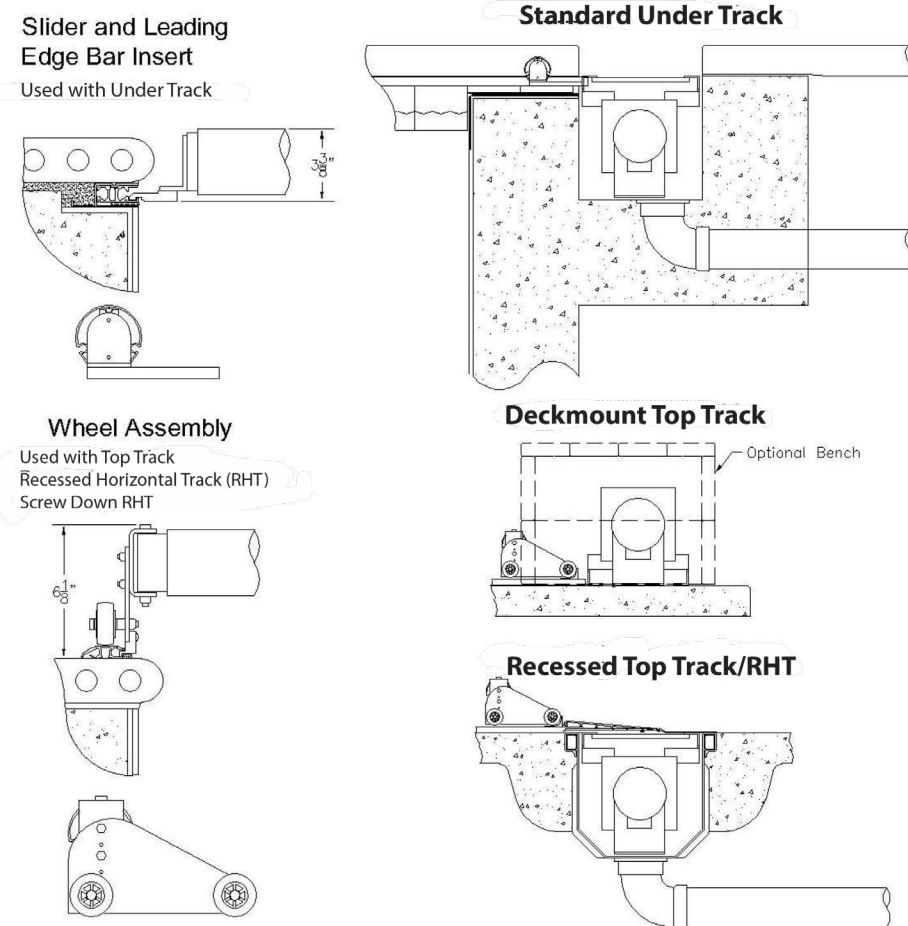 Slider and Leading
Edge Bar Insert
Used with Under Track
3 3/8"
Standard Under Track
Wheel Assembly
Used with Top Track
Recessed Horizontal Track (RHT)
Screw Down RHT
6 1/8"
Deckmount Top Track
Optional Bench
Recessed Top Track/RHT